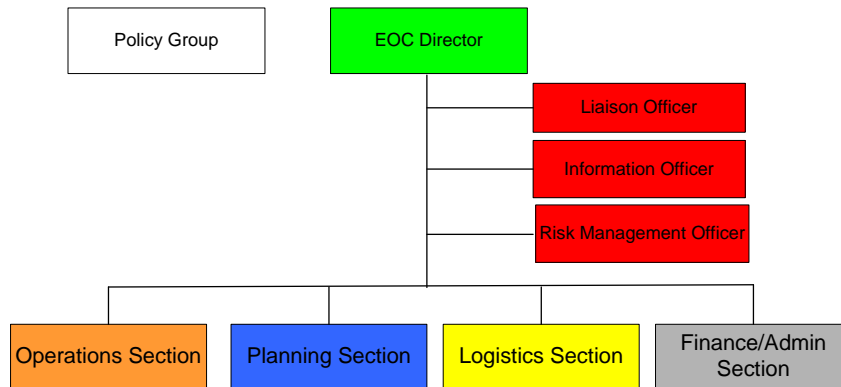 Policy Group
EOC Director
Liaison Officer
Information Officer
Risk Management Officer
Operations Section
Planning Section
Logistics Section
Finance/Admin
Section